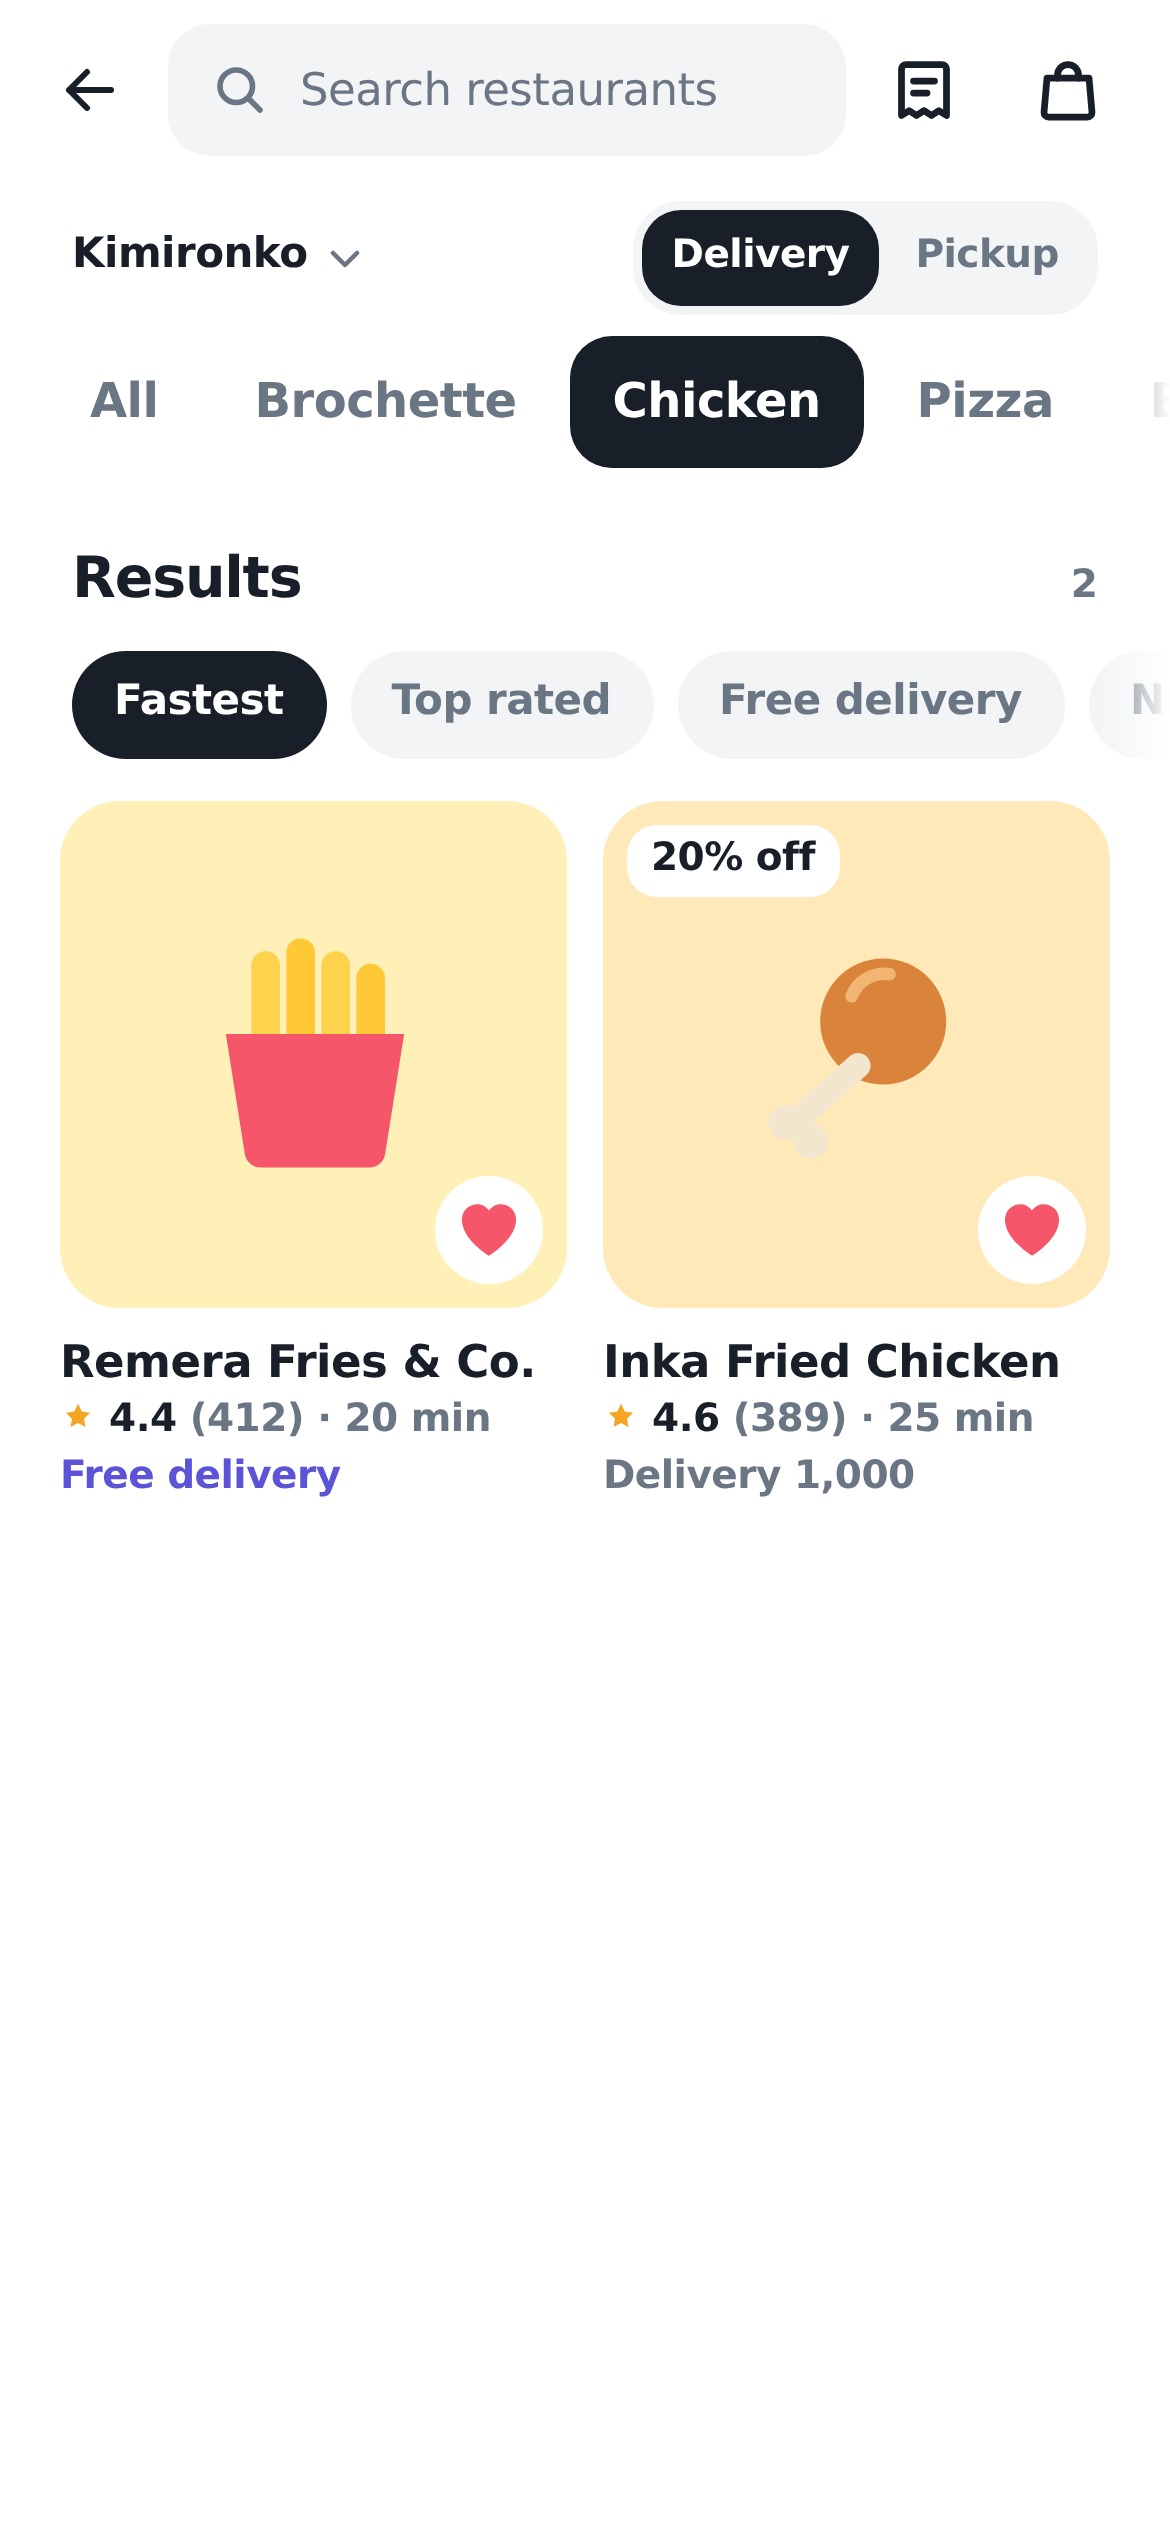 Search restaurants
Kimironko
Delivery Pickup
All Brochette Chicken Pizza
Results 2
Fastest Top rated Free delivery
20% off
Remera Fries & Co.
4.4 (412) · 20 min
Free delivery
Inka Fried Chicken
4.6 (389) · 25 min
Delivery 1,000